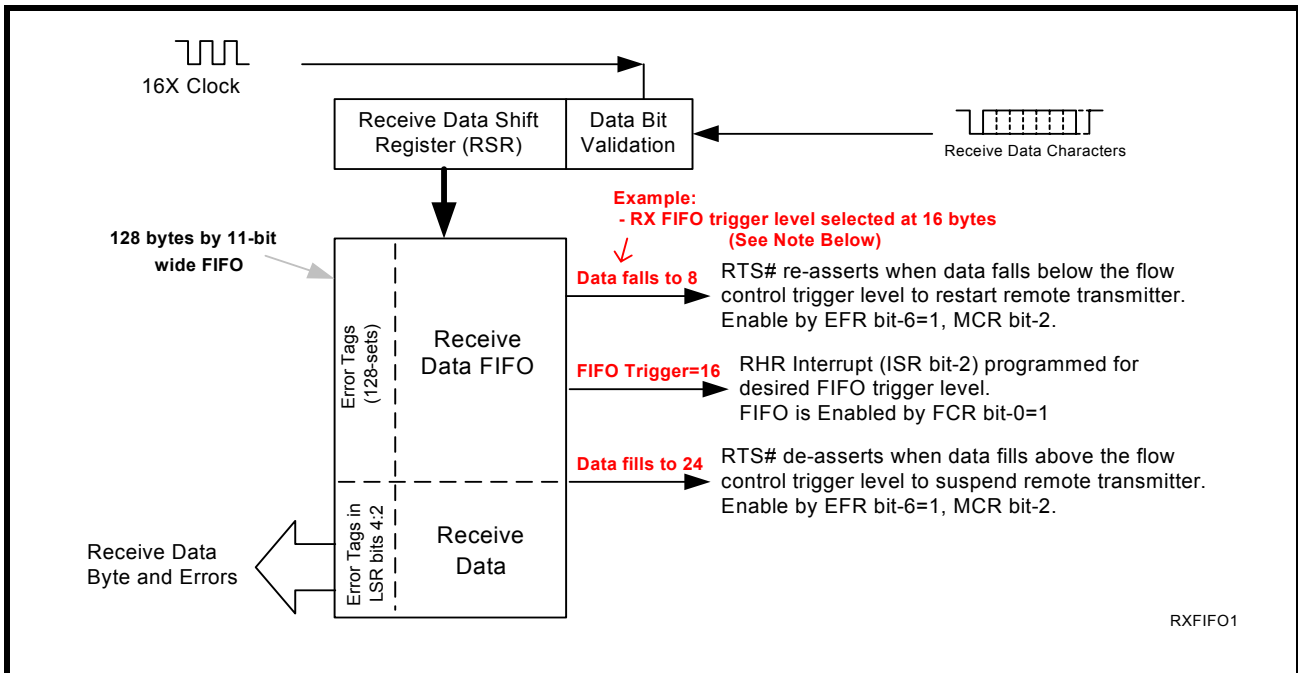 16X Clock
Receive Data Shift
Register (RSR)
Data Bit
Validation
Receive Data Characters
Example:
- RX FIFO trigger level selected at 16 bytes
(See Note Below)
128 bytes by 11-bit
wide FIFO
Error Tags
(128-sets)
Receive
Data FIFO
Data falls to 8
RTS# re-asserts when data falls below the flow
control trigger level to restart remote transmitter.
Enable by EFR bit-6=1, MCR bit-2.
FIFO Trigger=16
RHR Interrupt (ISR bit-2) programmed for
desired FIFO trigger level.
FIFO is Enabled by FCR bit-0=1
Data fills to 24
RTS# de-asserts when data fills above the flow
control trigger level to suspend remote transmitter.
Enable by EFR bit-6=1, MCR bit-2.
Error Tags in
LSR bits 4:2
Receive
Data
Receive Data
Byte and Errors
RXFIFO1